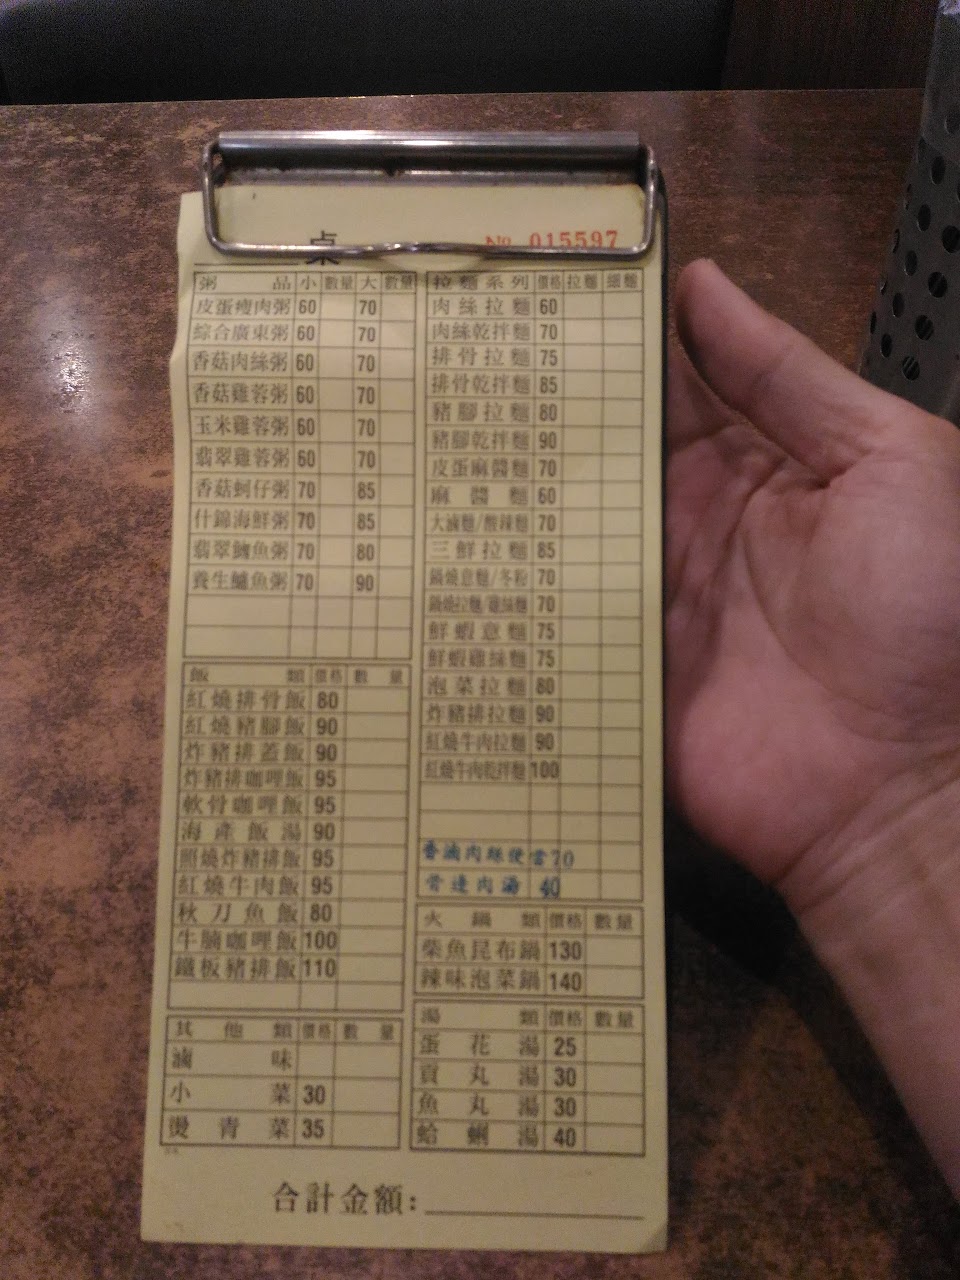 桌
№ 015597
粥品 小 數量 大 數量
皮蛋瘦肉粥 60 70
綜合廣東粥 60 70
香菇肉絲粥 60 70
香菇雞蓉粥 60 70
玉米雞蓉粥 60 70
翡翠雞蓉粥 60 70
香菇蚵仔粥 70 85
什錦海鮮粥 70 85
翡翠鮑魚粥 70 80
養生鱸魚粥 70 90
飯類 價格 數量
紅燒排骨飯 80
紅燒豬腳飯 90
炸豬排蓋飯 90
炸豬排咖哩飯 95
軟骨咖哩飯 95
海產飯湯 90
照燒炸豬排飯 95
紅燒牛肉飯 95
秋刀魚飯 80
牛腩咖哩飯 100
鐵板豬排飯 110
其他類 價格 數量
滷味
小菜 30
燙青菜 35
拉麵系列 價格 拉麵 細麵
肉絲拉麵 60
肉絲乾拌麵 70
排骨拉麵 75
排骨乾拌麵 85
豬腳拉麵 80
豬腳乾拌麵 90
皮蛋麻醬麵 70
麻醬麵 60
大滷麵/酸辣麵 70
三鮮拉麵 85
鍋燒意麵/冬粉 70
鍋燒拉麵/雞絲麵 70
鮮蝦意麵 75
鮮蝦雞絲麵 75
泡菜拉麵 80
炸豬排拉麵 90
紅燒牛肉拉麵 90
紅燒牛肉乾拌麵 100
香滷肉絲便當 70
骨邊肉湯 40
火鍋類 價格 數量
柴魚昆布鍋 130
辣味泡菜鍋 140
湯類 價格 數量
蛋花湯 25
貢丸湯 30
魚丸湯 30
蛤蜊湯 40
合計金額: